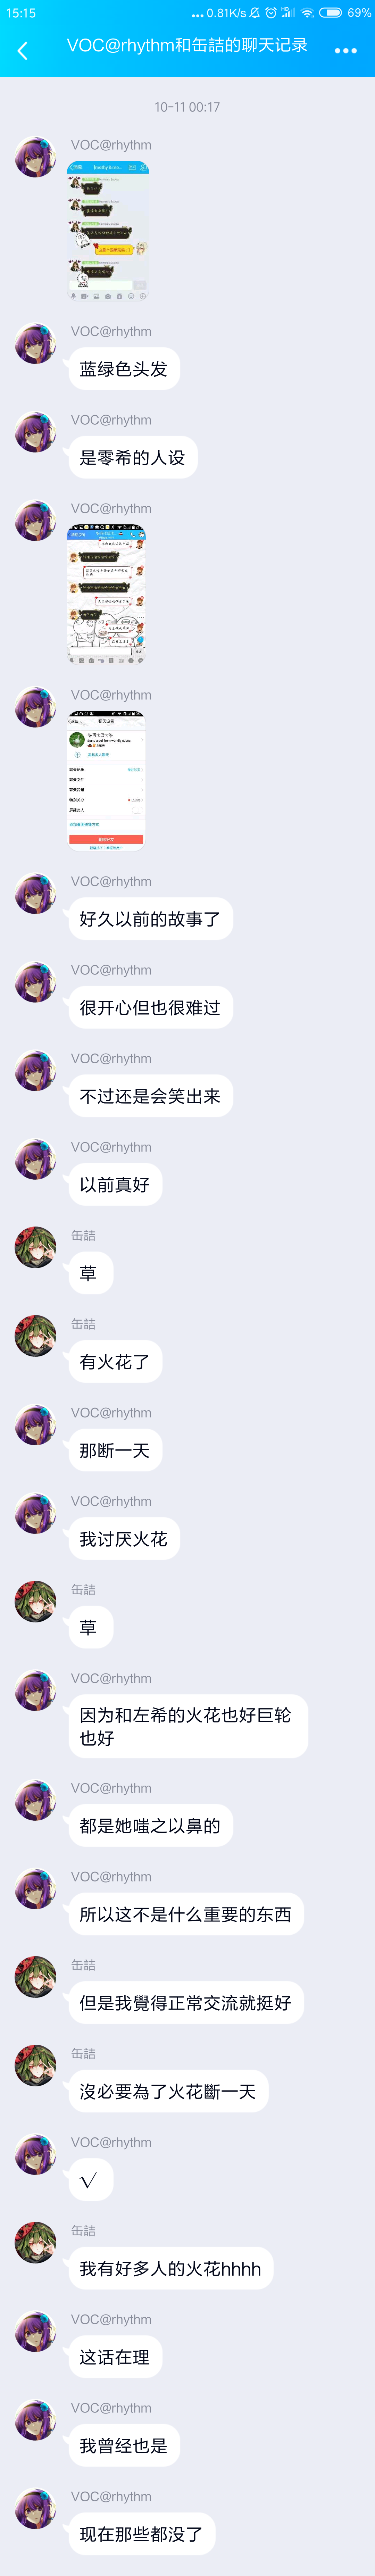 15:15
0.81K/s
69%
VOC@rhythm和缶詰的聊天记录
10-11 00:17
VOC@rhythm
VOC@rhythm
蓝绿色头发
VOC@rhythm
是零希的人设
VOC@rhythm
VOC@rhythm
VOC@rhythm
好久以前的故事了
VOC@rhythm
很开心但也很难过
VOC@rhythm
不过还是会笑出来
VOC@rhythm
以前真好
缶詰
草
缶詰
有火花了
VOC@rhythm
那断一天
VOC@rhythm
我讨厌火花
缶詰
草
VOC@rhythm
因为和左希的火花也好巨轮
也好
VOC@rhythm
都是她嗤之以鼻的
VOC@rhythm
所以这不是什么重要的东西
缶詰
但是我覺得正常交流就挺好
缶詰
沒必要為了火花斷一天
VOC@rhythm
√
缶詰
我有好多人的火花hhhh
VOC@rhythm
这话在理
VOC@rhythm
我曾经也是
VOC@rhythm
现在那些都没了